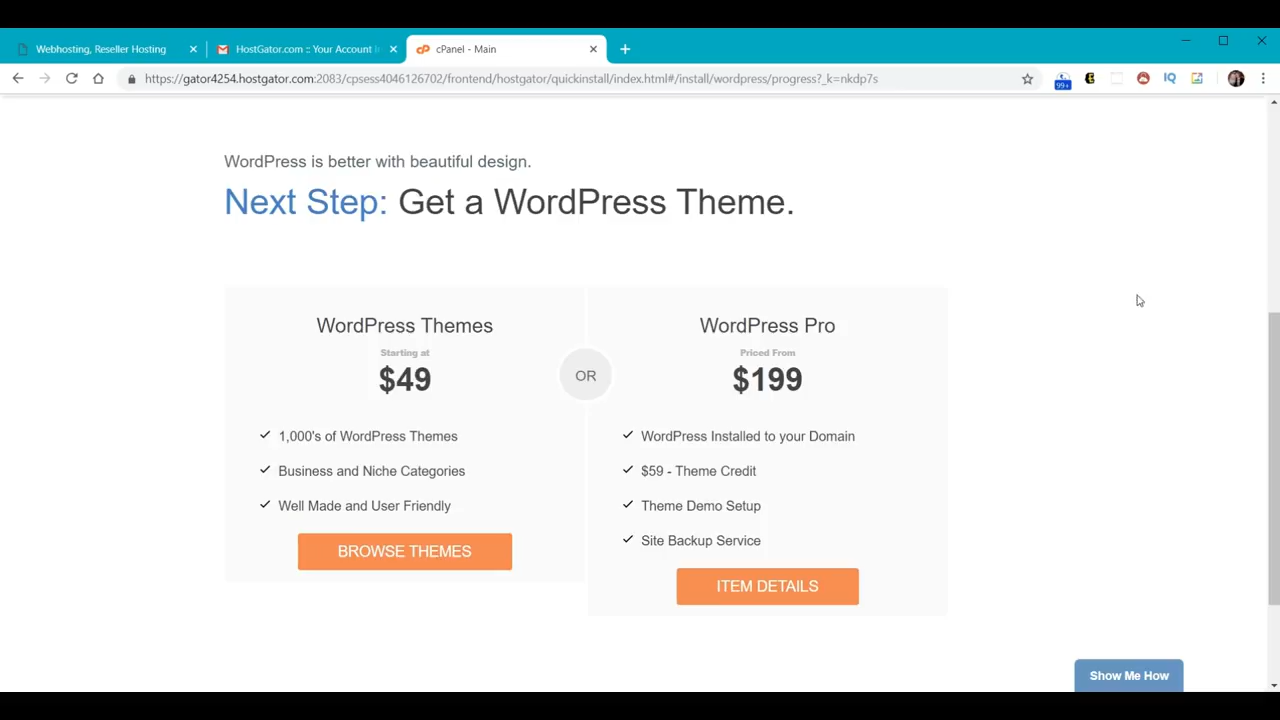 Webhosting, Reseller Hosting
HostGator.com :: Your Account
cPanel - Main
https://gator4254.hostgator.com:2083/cpsess4046126702/frontend/hostgator/quickinstall/index.html#/install/wordpress/progress?_k=nkdp7s
99+
IQ
WordPress is better with beautiful design.
Next Step: Get a WordPress Theme.
WordPress Themes
Starting at
$49
1,000's of WordPress Themes
Business and Niche Categories
Well Made and User Friendly
BROWSE THEMES
OR
WordPress Pro
Priced From
$199
WordPress Installed to your Domain
$59 - Theme Credit
Theme Demo Setup
Site Backup Service
ITEM DETAILS
Show Me How